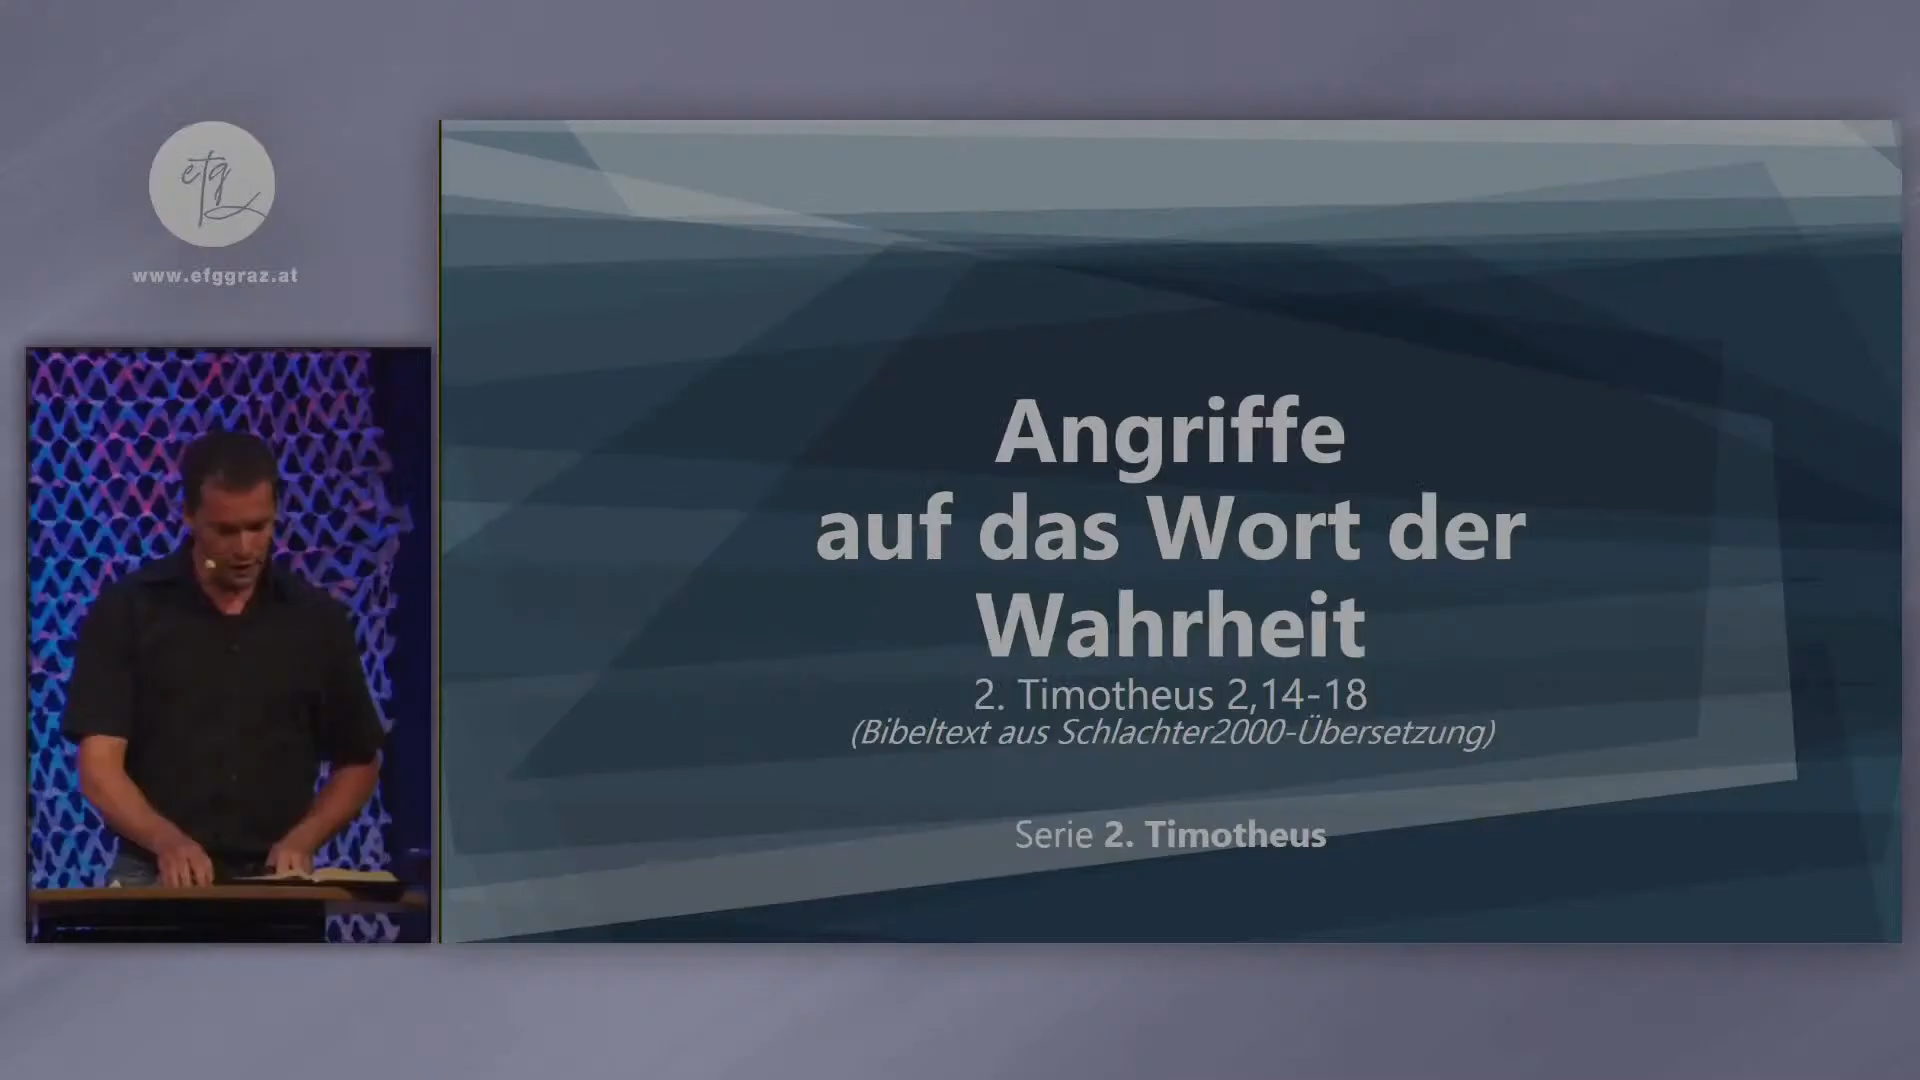 efg
www.efggraz.at
Angriffe
auf das Wort der
Wahrheit
2. Timotheus 2,14-18
(Bibeltext aus Schlachter2000-Übersetzung)
Serie 2. Timotheus